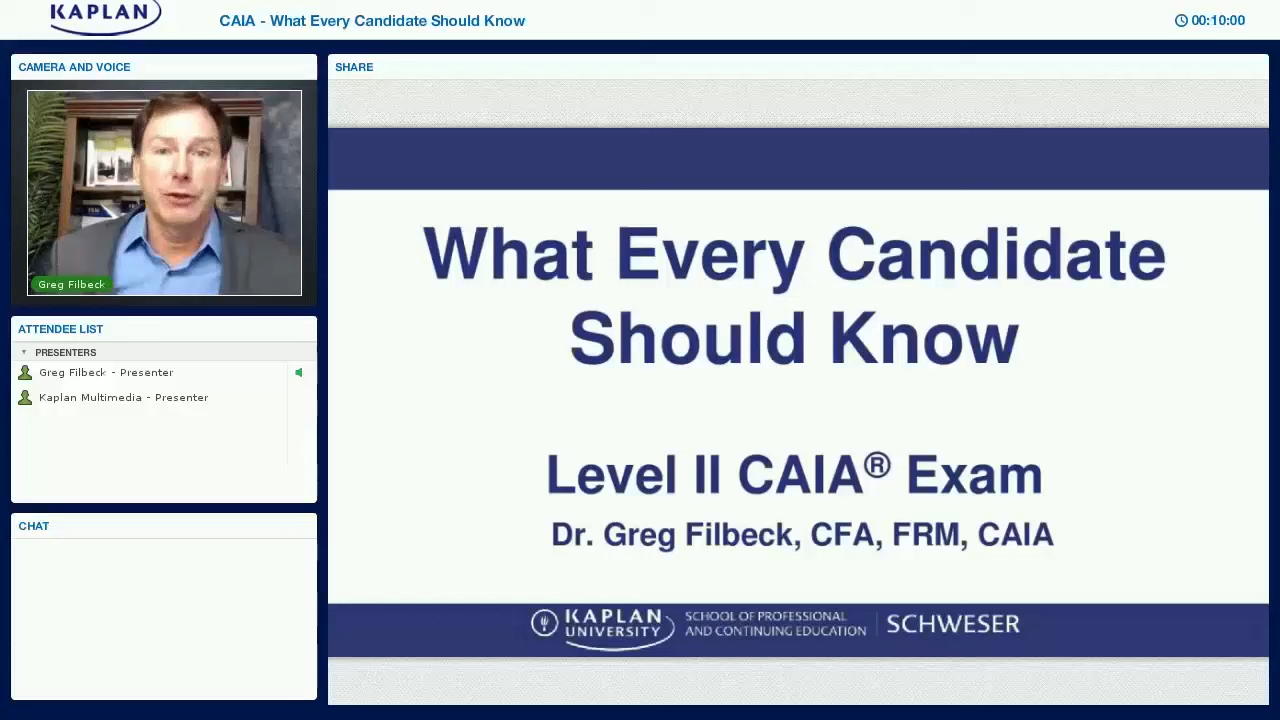 KAPLAN
CAIA - What Every Candidate Should Know
00:10:00
CAMERA AND VOICE
Greg Filbeck
ATTENDEE LIST
PRESENTERS
Greg Filbeck - Presenter
Kaplan Multimedia - Presenter
CHAT
SHARE
What Every Candidate
Should Know
Level II CAIA® Exam
Dr. Greg Filbeck, CFA, FRM, CAIA
KAPLAN
UNIVERSITY
SCHOOL OF PROFESSIONAL
AND CONTINUING EDUCATION
SCHWESER